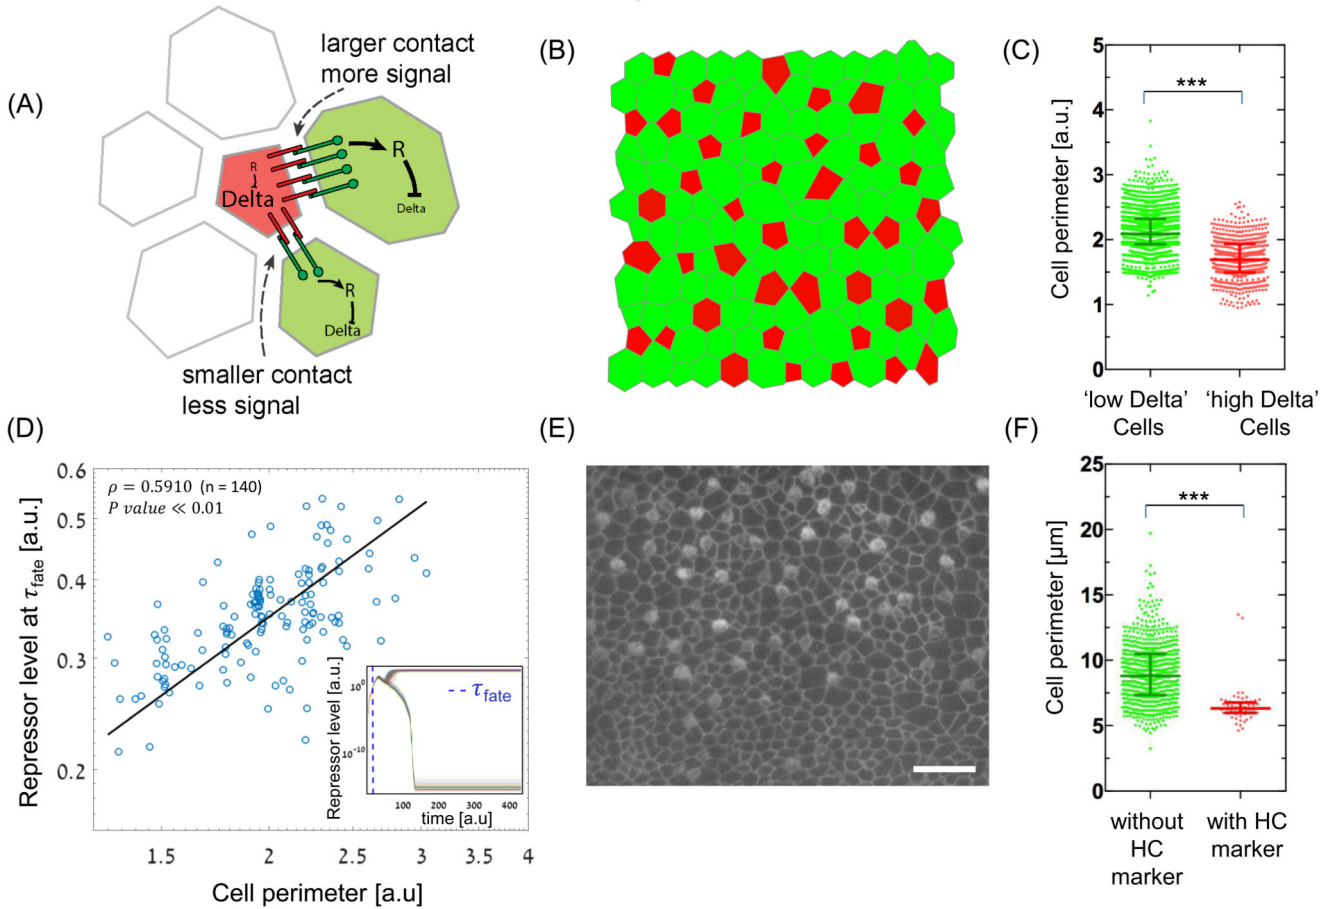 (A)
larger contact
more signal
R
Delta
R
Delta
R
Delta
smaller contact
less signal
(B)
(C)
Cell perimeter [a.u.]
5
4
3
2
1
0
***
‘low Delta’
Cells
‘high Delta’
Cells
(D)
Repressor level at τfate [a.u.]
0.6
0.5
0.4
0.3
0.2
ρ = 0.5910 (n = 140)
P value ≪ 0.01
Repressor level [a.u.]
10^0
10^-10
τfate
100 200 300 400
time [a.u]
1.5 2 2.5 3 3.5 4
Cell perimeter [a.u]
(E)
(F)
Cell perimeter [µm]
25
20
15
10
5
0
***
without
HC
marker
with HC
marker